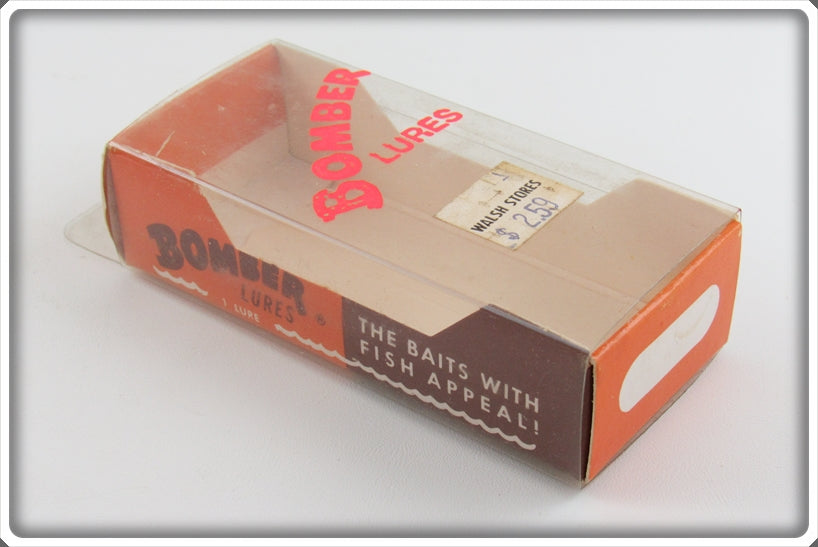 BOMBER
LURES
WALSH STORES
$ 2.59
BOMBER
LURES ®
1 LURE
THE BAITS WITH
FISH APPEAL!